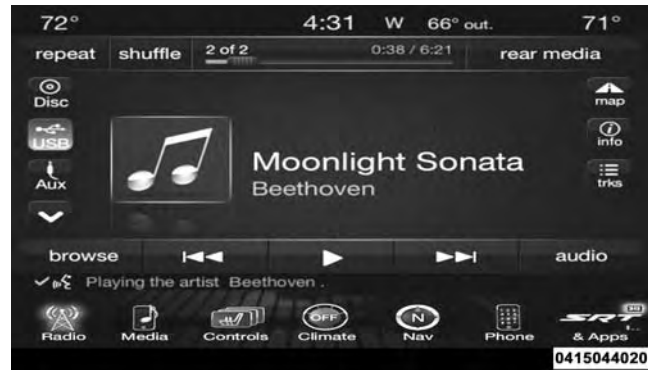 72° 4:31 W 66° out. 71°
repeat shuffle 2 of 2 0:38 / 6:21 rear media
Disc map
USB info
Moonlight Sonata
Aux trks
Beethoven
browse audio
Playing the artist Beethoven .
OFF N
SRT
Radio Media Controls Climate Nav Phone & Apps
0415044020